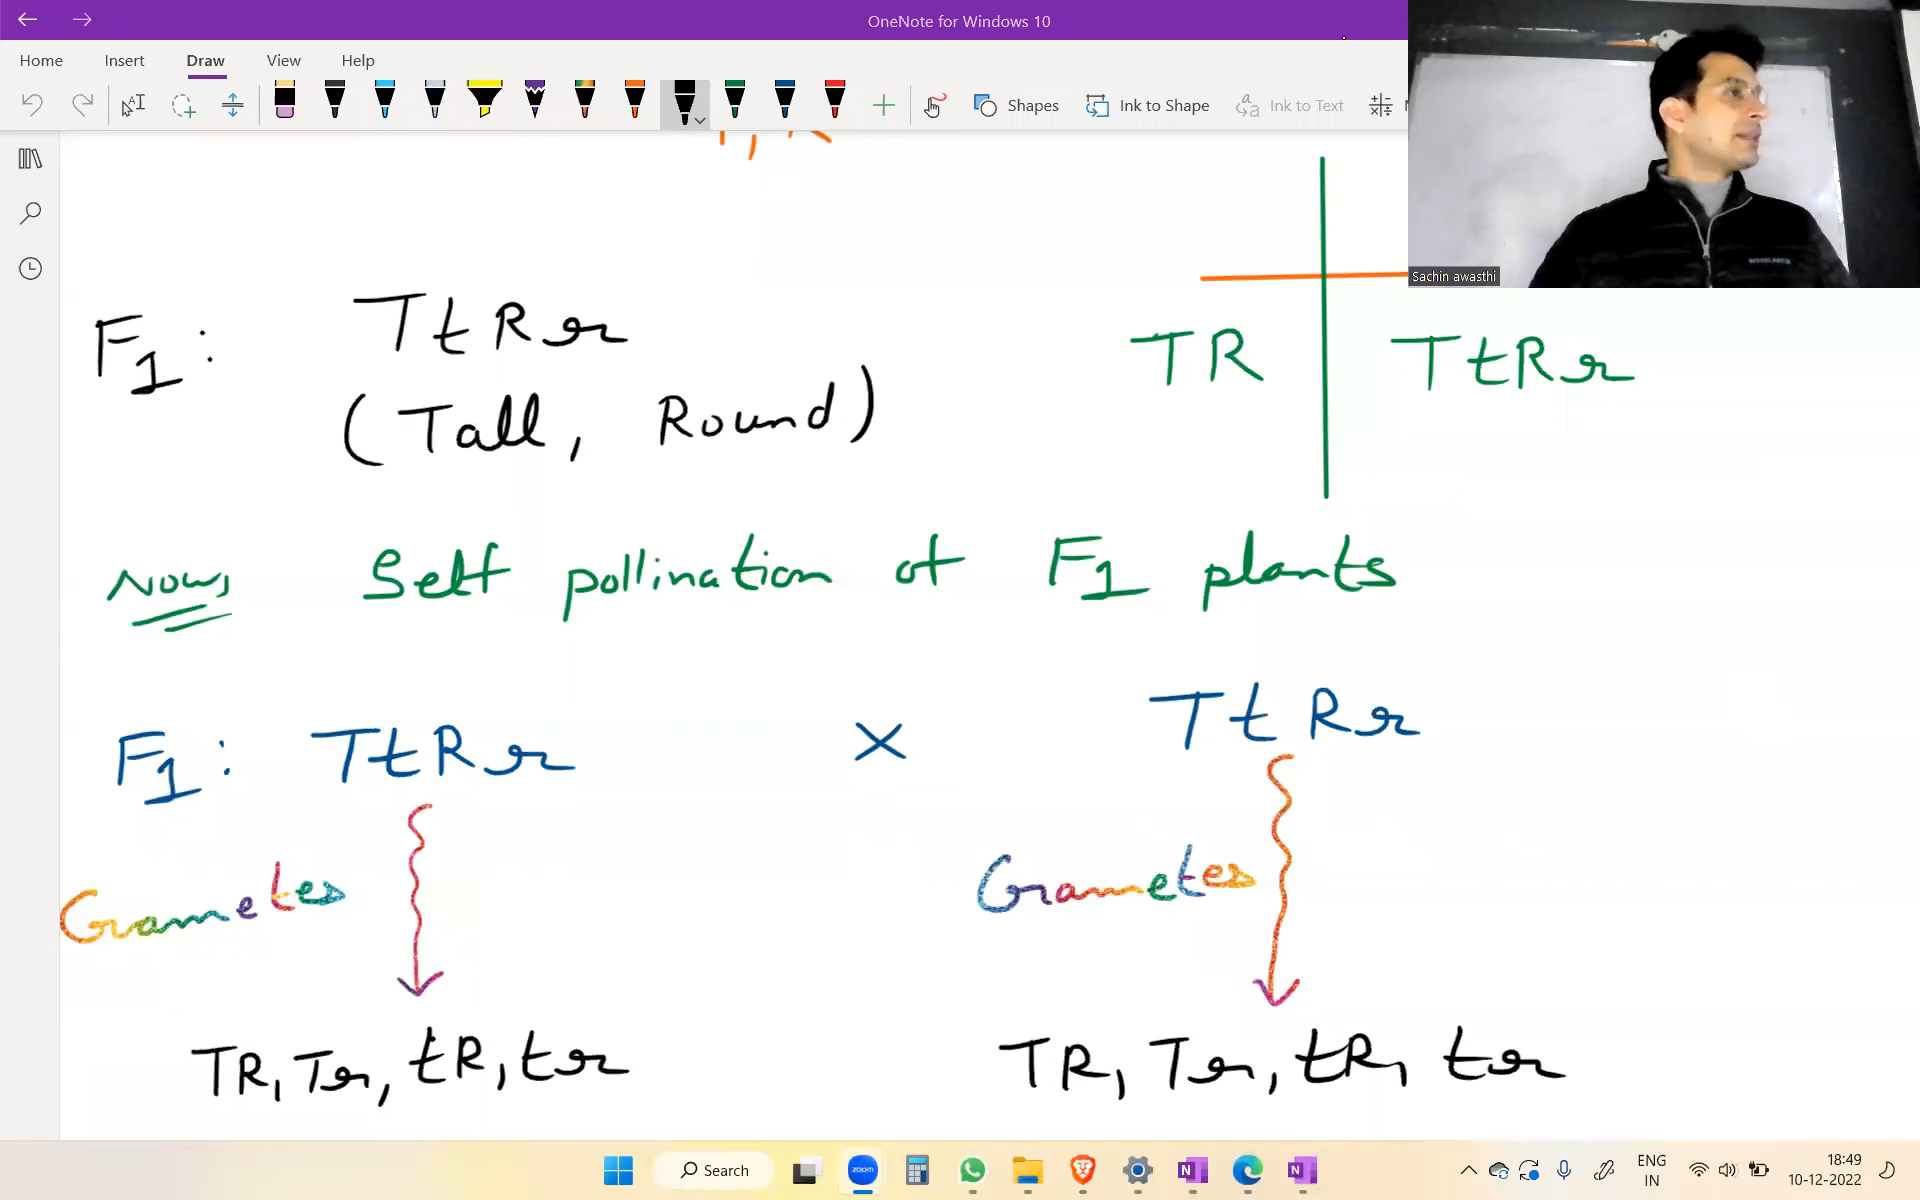 OneNote for Windows 10
Home Insert Draw View Help
Shapes Ink to Shape Ink to Text
Sachin awasthi
F1: TtRr
(Tall, Round)
TR TtRr
Now, Self pollination of F1 plants
F1: TtRr × TtRr
Gametes Gametes
TR, Tr, tR, tr TR, Tr, tR, tr
zoom
Search
ENG
IN
18:49
10-12-2022